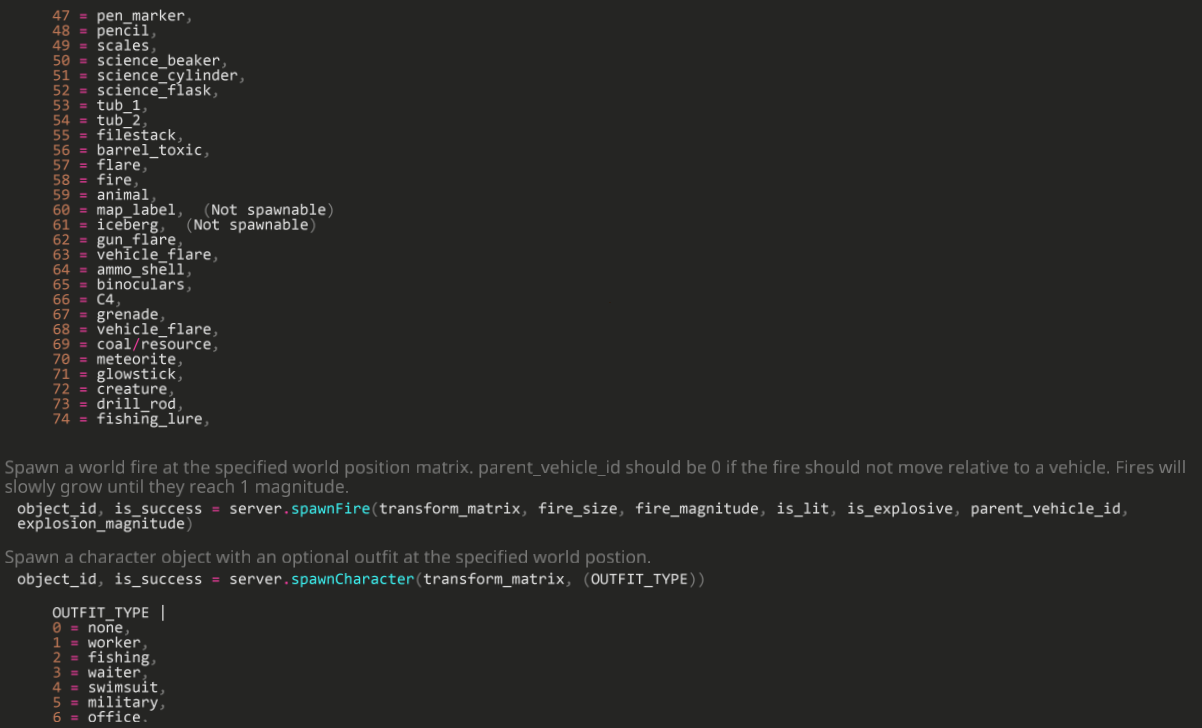 47 = pen_marker,
48 = pencil,
49 = scales,
50 = science_beaker,
51 = science_cylinder,
52 = science_flask,
53 = tub_1,
54 = tub_2,
55 = filestack,
56 = barrel_toxic,
57 = flare,
58 = fire,
59 = animal,
60 = map_label,  (Not spawnable)
61 = iceberg,  (Not spawnable)
62 = gun_flare,
63 = vehicle_flare,
64 = ammo_shell,
65 = binoculars,
66 = C4,
67 = grenade,
68 = vehicle_flare,
69 = coal/resource,
70 = meteorite,
71 = glowstick,
72 = creature,
73 = drill_rod,
74 = fishing_lure,
Spawn a world fire at the specified world position matrix. parent_vehicle_id should be 0 if the fire should not move relative to a vehicle. Fires will
slowly grow until they reach 1 magnitude.
object_id, is_success = server.spawnFire(transform_matrix, fire_size, fire_magnitude, is_lit, is_explosive, parent_vehicle_id,
explosion_magnitude)
Spawn a character object with an optional outfit at the specified world postion.
object_id, is_success = server.spawnCharacter(transform_matrix, (OUTFIT_TYPE))
OUTFIT_TYPE |
0 = none,
1 = worker,
2 = fishing,
3 = waiter,
4 = swimsuit,
5 = military,
6 = office.